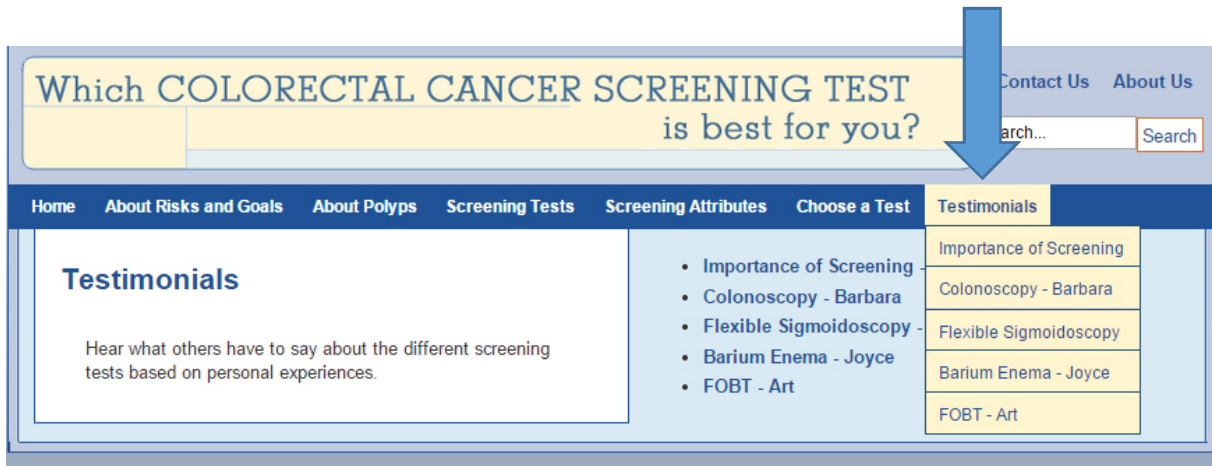 Which COLORECTAL CANCER SCREENING TEST
is best for you?
Contact Us About Us
arch... Search
Home About Risks and Goals About Polyps Screening Tests Screening Attributes Choose a Test Testimonials
Testimonials
Hear what others have to say about the different screening
tests based on personal experiences.
• Importance of Screening -
• Colonoscopy - Barbara
• Flexible Sigmoidoscopy -
• Barium Enema - Joyce
• FOBT - Art
Importance of Screening
Colonoscopy - Barbara
Flexible Sigmoidoscopy
Barium Enema - Joyce
FOBT - Art